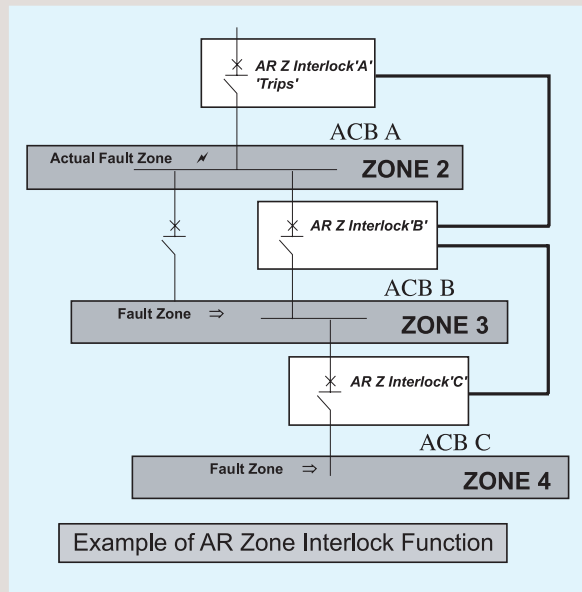 AR Z Interlock'A'
'Trips'
ACB A
Actual Fault Zone
ZONE 2
AR Z Interlock'B'
ACB B
Fault Zone ⇒
ZONE 3
AR Z Interlock'C'
ACB C
Fault Zone ⇒
ZONE 4
Example of AR Zone Interlock Function